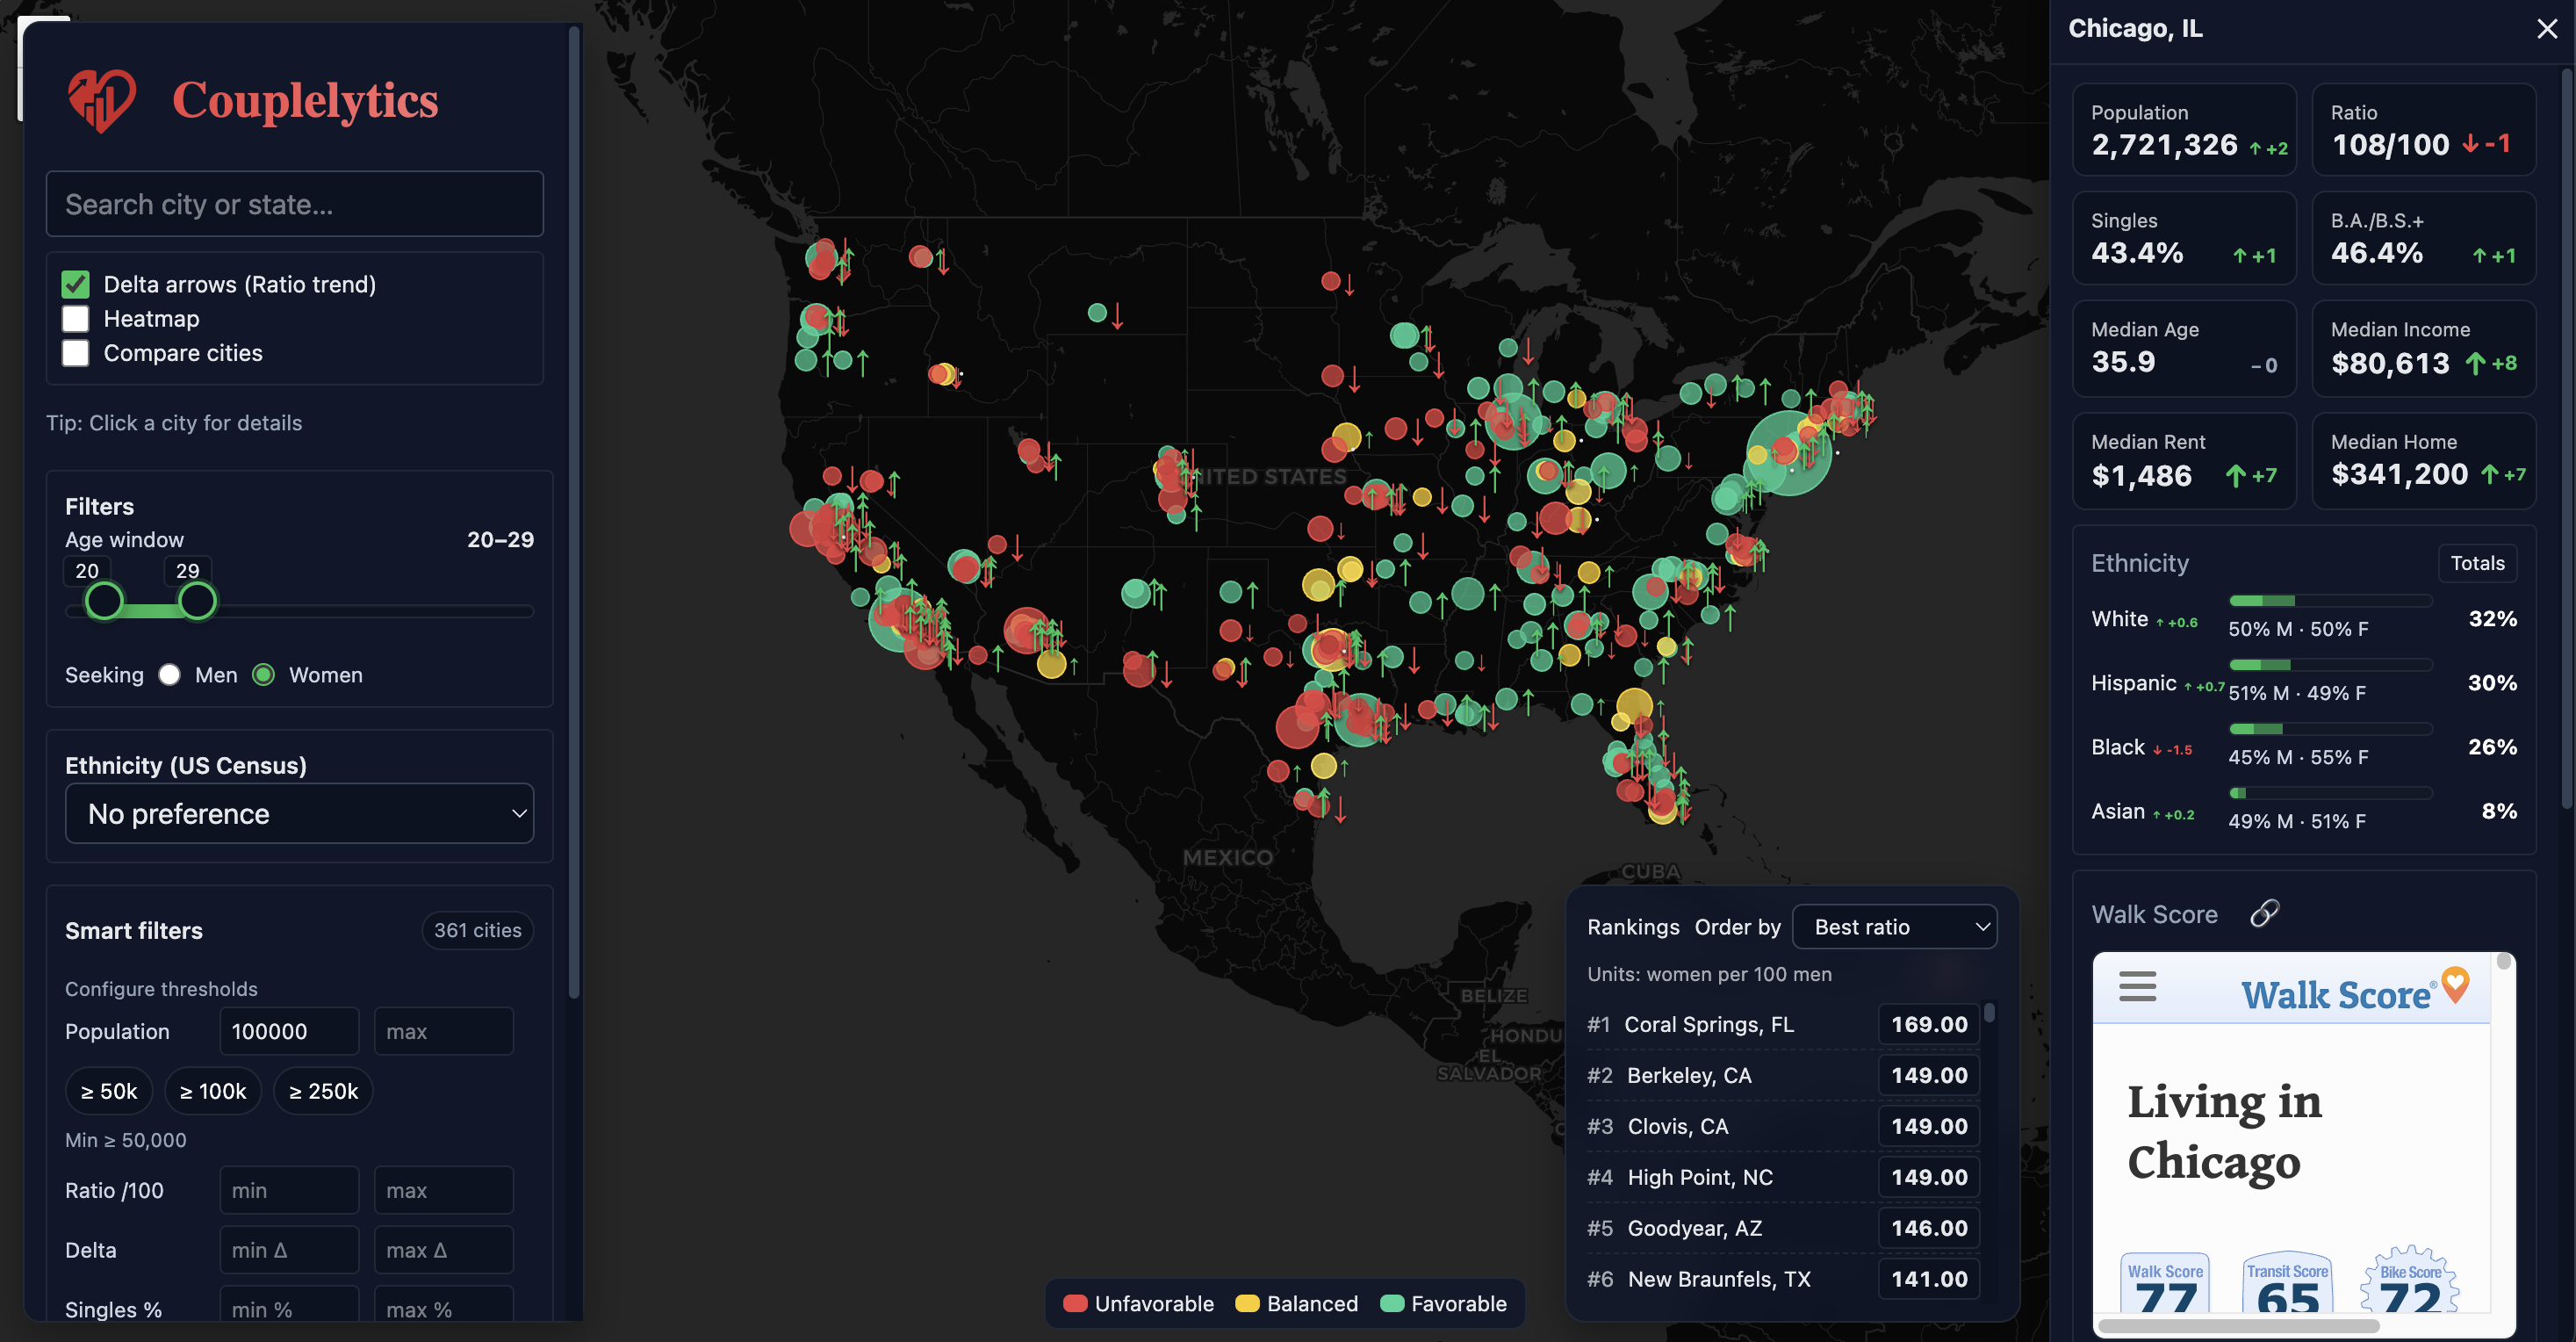 Couplelytics
Search city or state...
Delta arrows (Ratio trend)
Heatmap
Compare cities
Tip: Click a city for details
Filters
Age window 20–29
20 29
Seeking Men Women
Ethnicity (US Census)
No preference
Smart filters 361 cities
Configure thresholds
Population 100000 max
≥ 50k ≥ 100k ≥ 250k
Min ≥ 50,000
Ratio /100 min max
Delta min Δ max Δ
Singles % min % max %
UNITED STATES
MEXICO
CUBA
BELIZE
HONDU
EL
SALVADOR
Unfavorable Balanced Favorable
Rankings Order by Best ratio
Units: women per 100 men
#1 Coral Springs, FL 169.00
#2 Berkeley, CA 149.00
#3 Clovis, CA 149.00
#4 High Point, NC 149.00
#5 Goodyear, AZ 146.00
#6 New Braunfels, TX 141.00
Chicago, IL
Population
2,721,326 ↑ +2
Ratio
108/100 ↓ -1
Singles
43.4% ↑ +1
B.A./B.S.+
46.4% ↑ +1
Median Age
35.9 – 0
Median Income
$80,613 ↑ +8
Median Rent
$1,486 ↑ +7
Median Home
$341,200 ↑ +7
Ethnicity Totals
White ↑ +0.6 50% M · 50% F 32%
Hispanic ↑ +0.7 51% M · 49% F 30%
Black ↓ -1.5 45% M · 55% F 26%
Asian ↑ +0.2 49% M · 51% F 8%
Walk Score
Walk Score®
Living in
Chicago
Walk Score Transit Score Bike Score
77 65 72